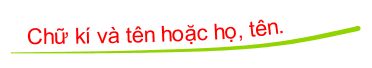 Chữ kí và tên hoặc họ, tên.